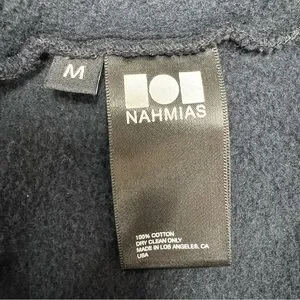 M
NAHMIAS
100% COTTON
DRY CLEAN ONLY
MADE IN LOS ANGELES, CA
USA